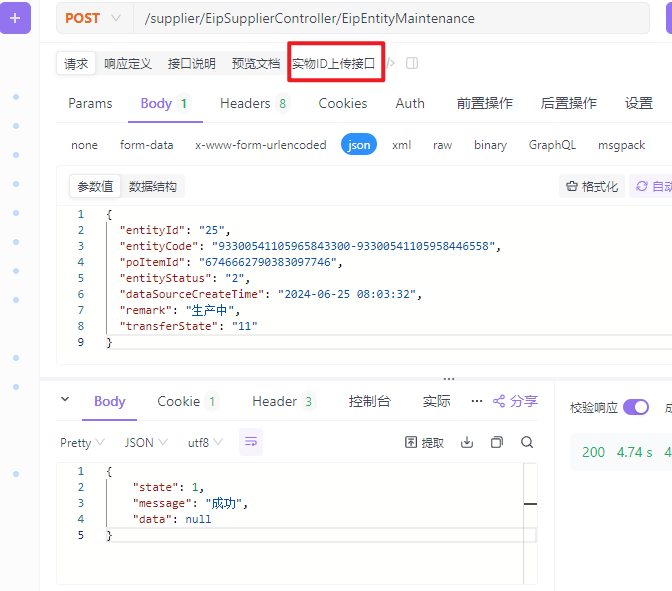 + POST /supplier/EipSupplierController/EipEntityMaintenance
请求 响应定义 接口说明 预览文档 实物ID上传接口
Params Body 1 Headers 8 Cookies Auth 前置操作 后置操作 设置
none form-data x-www-form-urlencoded json xml raw binary GraphQL msgpack
参数值 数据结构 格式化 自动
1 {
2 "entityId": "25",
3 "entityCode": "93300541105965843300-93300541105958446558",
4 "poItemId": "6746662790383097746",
5 "entityStatus": "2",
6 "dataSourceCreateTime": "2024-06-25 08:03:32",
7 "remark": "生产中",
8 "transferState": "11"
9 }
Body Cookie 1 Header 3 控制台 实际 ··· 分享 校验响应
Pretty JSON utf8 提取 200 4.74 s 4
1 {
2 "state": 1,
3 "message": "成功",
4 "data": null
5 }